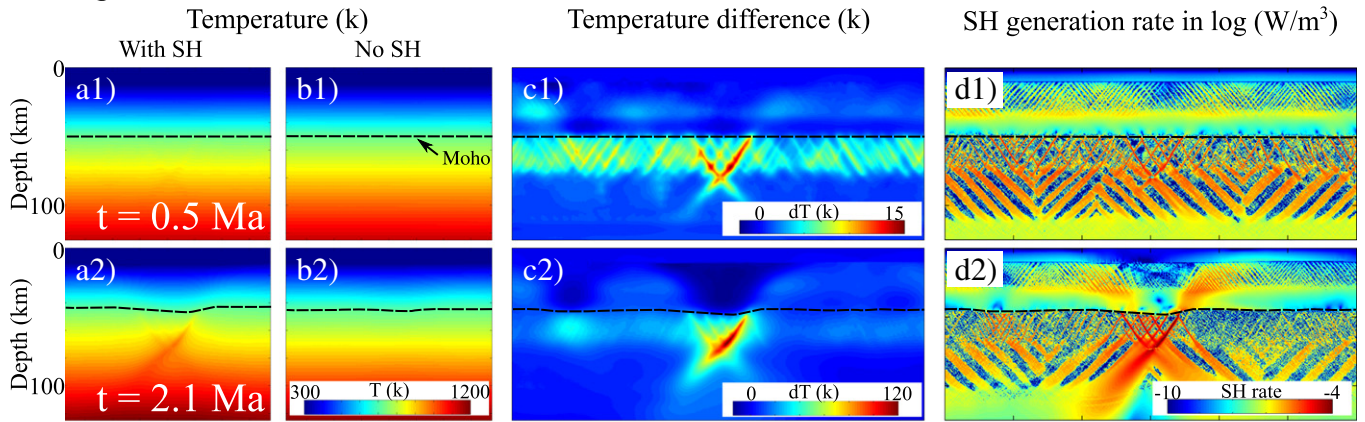 Temperature (k)
Temperature difference (k)
SH generation rate in log (W/m³)
With SH
No SH
0
a1)
b1)
c1)
d1)
Depth (km)
Moho
100
t = 0.5 Ma
0 dT (k) 15
0
a2)
b2)
c2)
d2)
Depth (km)
100
t = 2.1 Ma
300 T (k) 1200
0 dT (k) 120
-10 SH rate -4